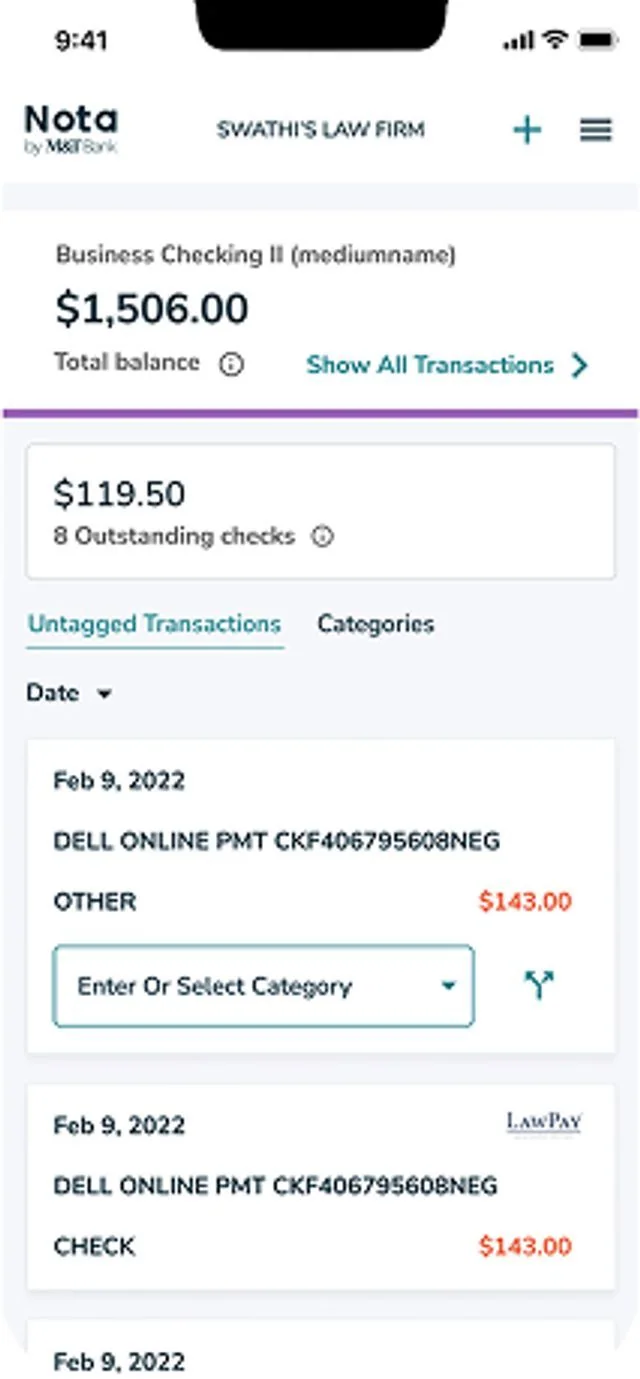 9:41
Nota
by M&T Bank
SWATHI'S LAW FIRM
Business Checking II (mediumname)
$1,506.00
Total balance
Show All Transactions
$119.50
8 Outstanding checks
Untagged Transactions
Categories
Date
Feb 9, 2022
DELL ONLINE PMT CKF406795608NEG
OTHER
$143.00
Enter Or Select Category
Feb 9, 2022
LAWPAY
DELL ONLINE PMT CKF406795608NEG
CHECK
$143.00
Feb 9, 2022